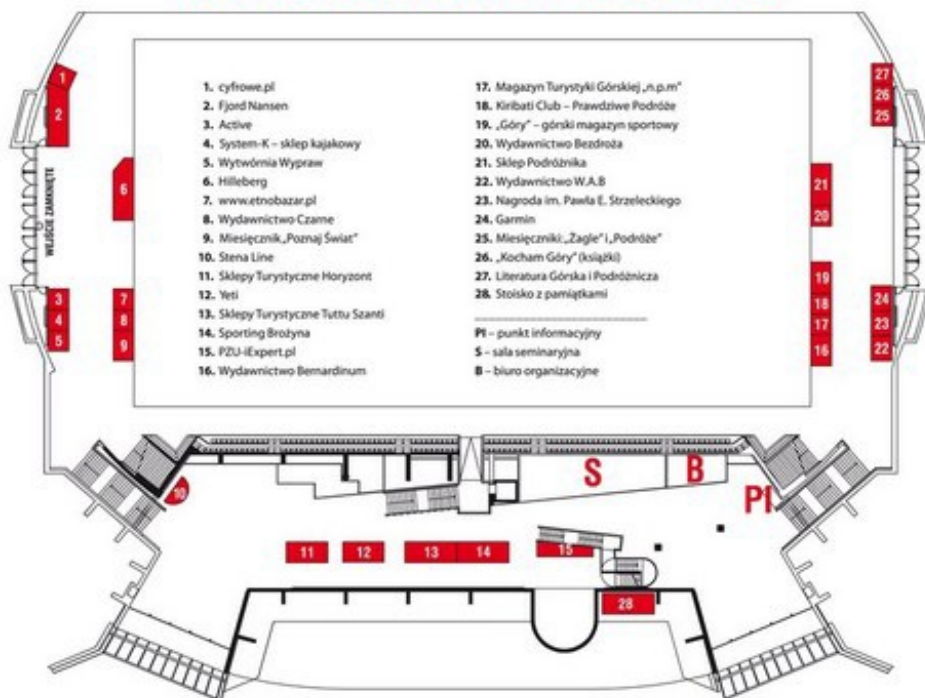 1. cyfrowe.pl
2. Fjord Nansen
3. Active
4. System-K – sklep kajakowy
5. Wytwórnia Wypraw
6. Hilleberg
7. www.etnobazar.pl
8. Wydawnictwo Czarne
9. Miesięcznik „Poznaj Świat”
10. Stena Line
11. Sklepy Turystyczne Horyzont
12. Yeti
13. Sklepy Turystyczne Tuttu Szanti
14. Sporting Brożyna
15. PZU-iExpert.pl
16. Wydawnictwo Bernardinum
17. Magazyn Turystyki Górskiej „n.p.m”
18. Kiribati Club – Prawdziwe Podróże
19. „Góry” – górski magazyn sportowy
20. Wydawnictwo Bezdroża
21. Sklep Podróżnika
22. Wydawnictwo W.A.B
23. Nagroda im. Pawła E. Strzeleckiego
24. Garmin
25. Miesięczniki: „Żagle” i „Podróże”
26. „Kocham Góry” (książki)
27. Literatura Górska i Podróżnicza
28. Stoisko z pamiątkami
PI – punkt informacyjny
S – sala seminaryjna
B – biuro organizacyjne
1
2
6
WEJŚCIE ZAMKNIĘTE
3
4
5
7
8
9
27
26
25
21
20
19
18
17
16
24
23
22
10
S
B
PI
11
12
13
14
15
28